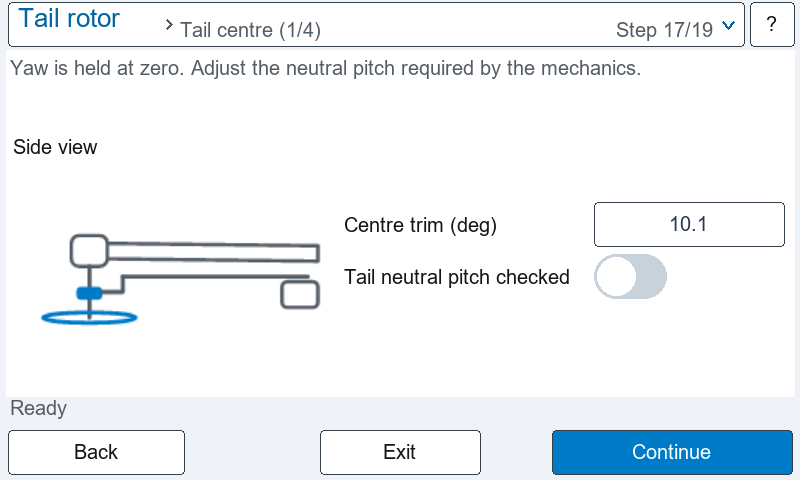 Tail rotor
> Tail centre (1/4)
Step 17/19
?
Yaw is held at zero. Adjust the neutral pitch required by the mechanics.
Side view
Centre trim (deg)
10.1
Tail neutral pitch checked
Ready
Back
Exit
Continue